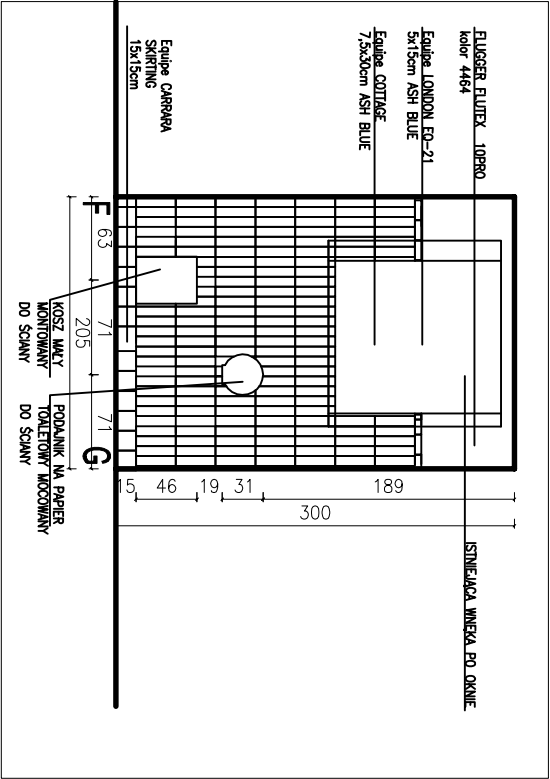 FLUGGER FLUTEX 10PRO
kolor 4464
Equipe LONDON EQ-21
5x15cm ASH BLUE
Equipe COTTAGE
7,5x30cm ASH BLUE
Equipe CARRARA
SKIRTING
15x15cm
ISTNIEJĄCA WNĘKA PO OKNIE
189
31
19
46
15
300
F
63
71
71
G
205
KOSZ MAŁY
MONTOWANY
DO ŚCIANY
PODAJNIK NA PAPIER
TOALETOWY MOCOWANY
DO ŚCIANY